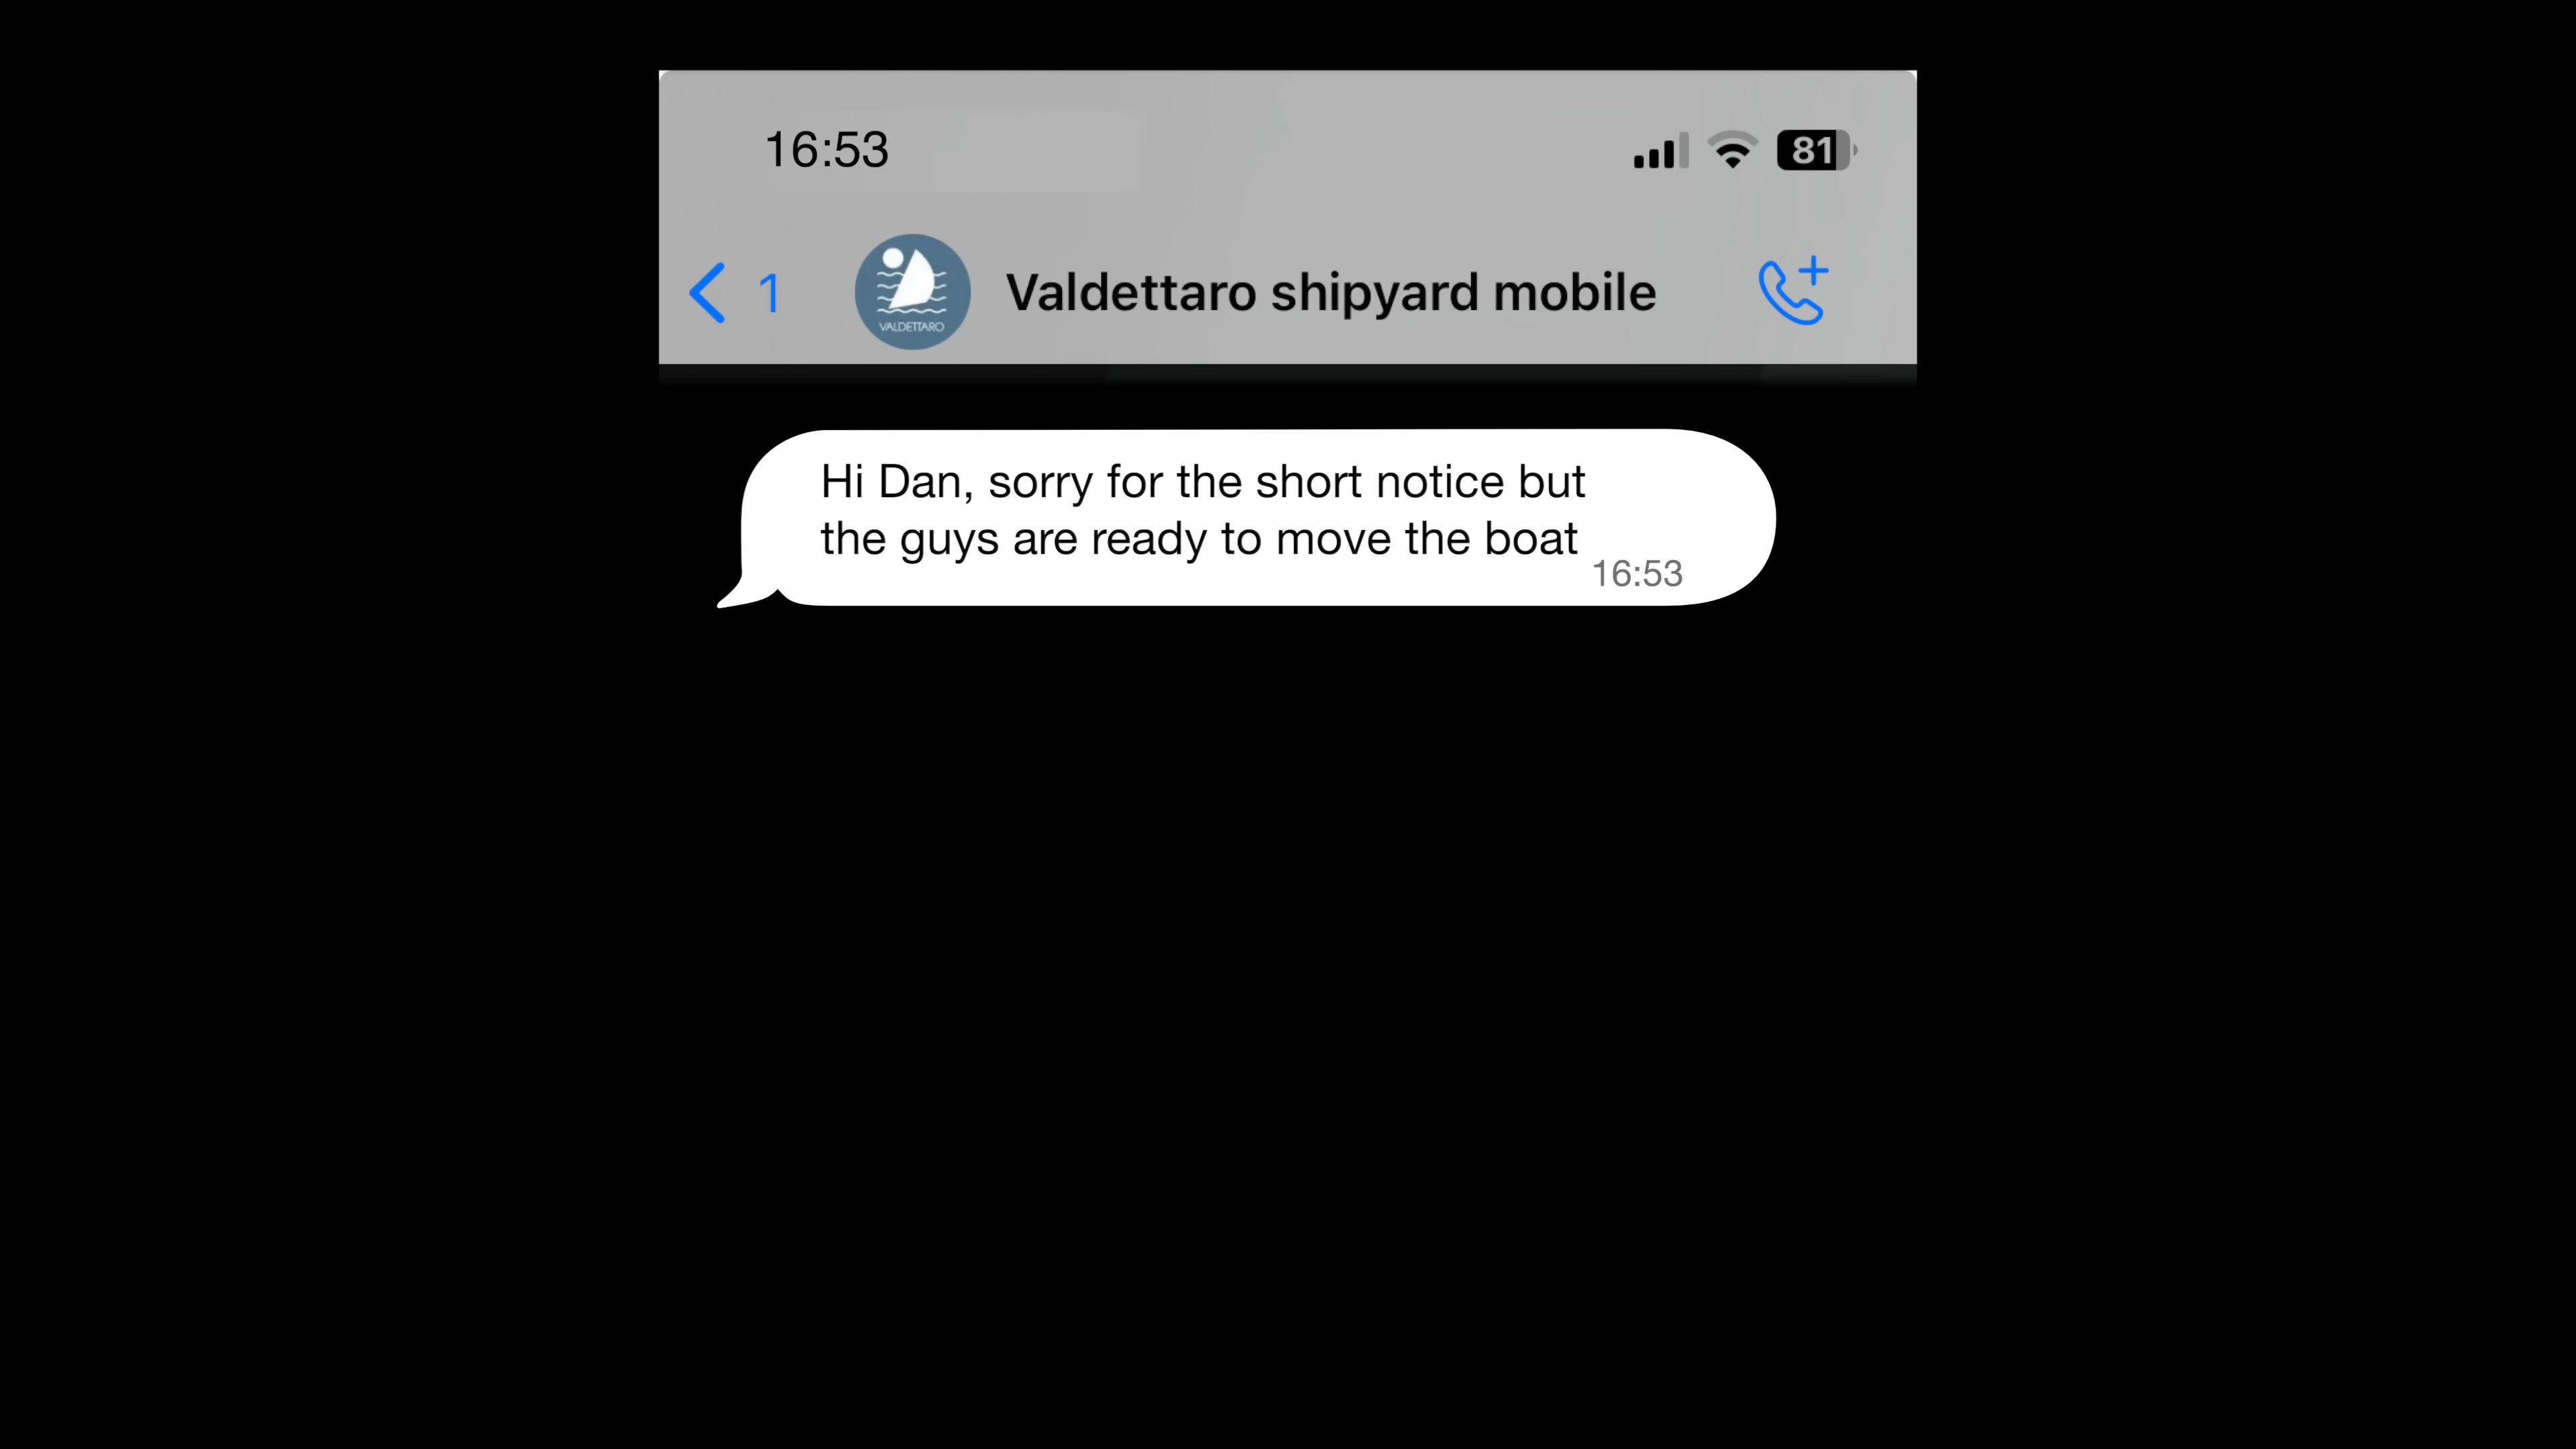 16:53
81
1
VALDETTARO
Valdettaro shipyard mobile
Hi Dan, sorry for the short notice but
the guys are ready to move the boat
16:53